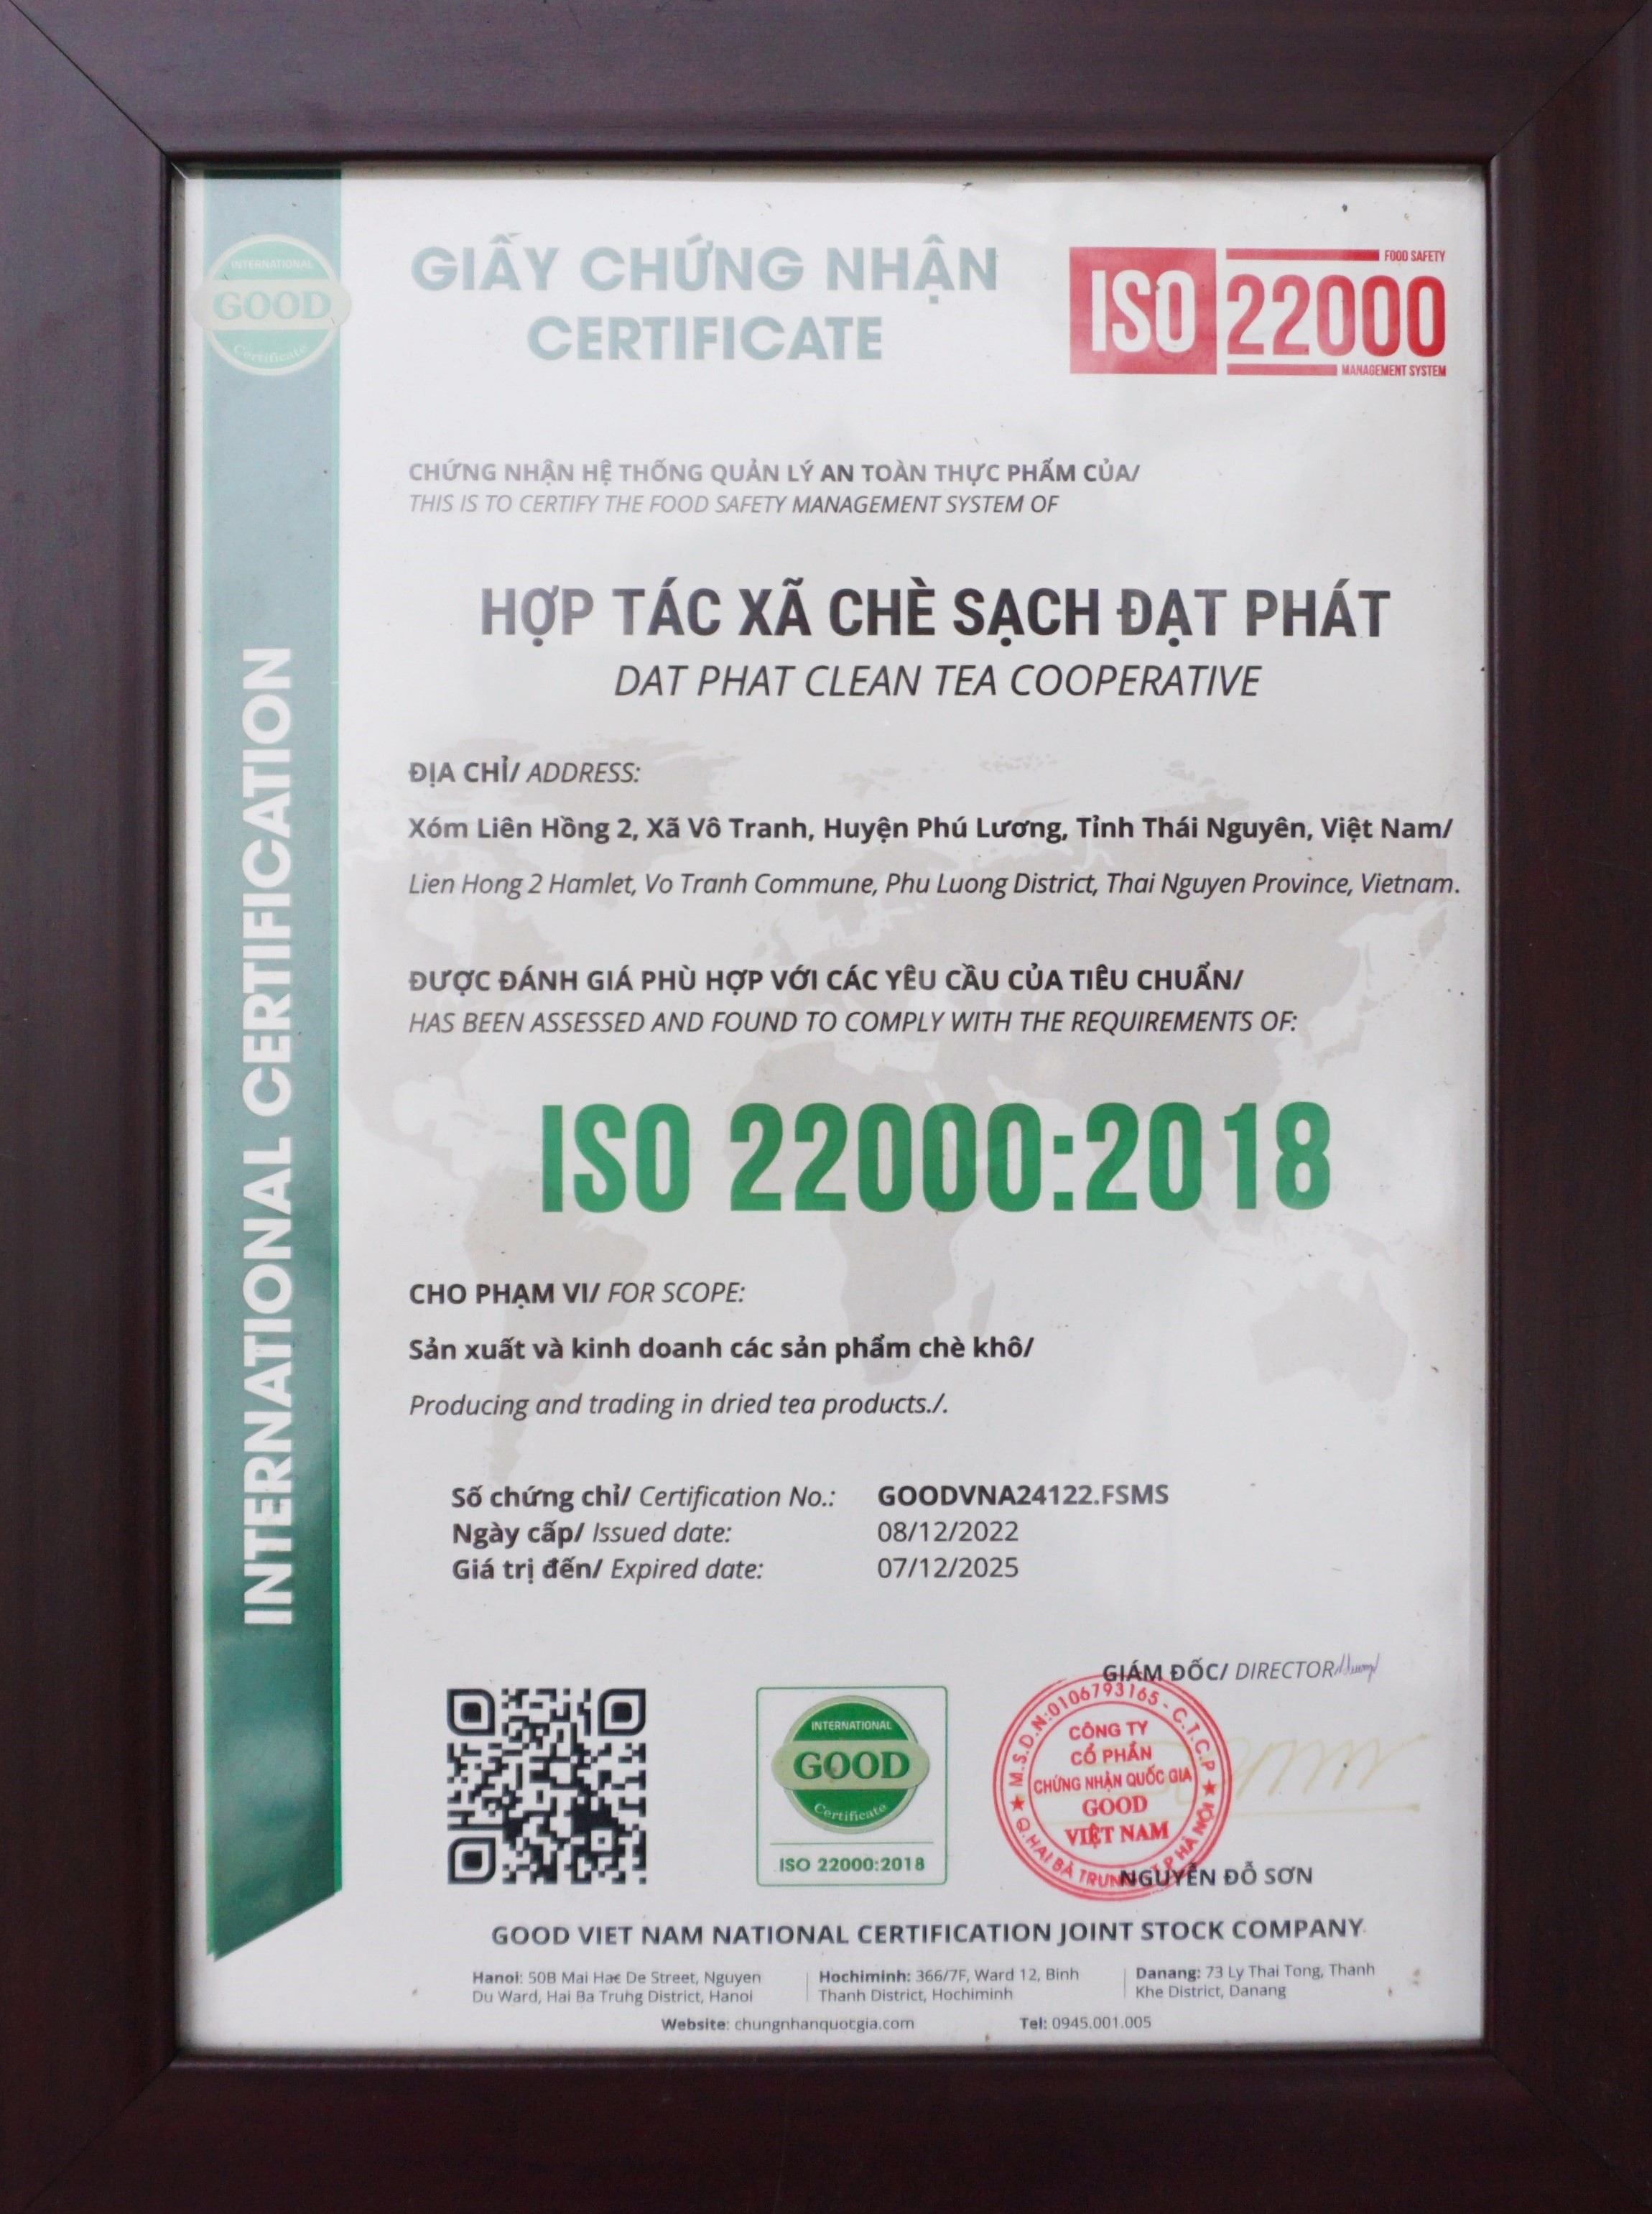 INTERNATIONAL
GOOD
Certificate
INTERNATIONAL CERTIFICATION
GIẤY CHỨNG NHẬN
CERTIFICATE
FOOD SAFETY
ISO 22000
MANAGEMENT SYSTEM
CHỨNG NHẬN HỆ THỐNG QUẢN LÝ AN TOÀN THỰC PHẨM CỦA/
THIS IS TO CERTIFY THE FOOD SAFETY MANAGEMENT SYSTEM OF
HỢP TÁC XÃ CHÈ SẠCH ĐẠT PHÁT
DAT PHAT CLEAN TEA COOPERATIVE
ĐỊA CHỈ/ ADDRESS:
Xóm Liên Hồng 2, Xã Vô Tranh, Huyện Phú Lương, Tỉnh Thái Nguyên, Việt Nam/
Lien Hong 2 Hamlet, Vo Tranh Commune, Phu Luong District, Thai Nguyen Province, Vietnam.
ĐƯỢC ĐÁNH GIÁ PHÙ HỢP VỚI CÁC YÊU CẦU CỦA TIÊU CHUẨN/
HAS BEEN ASSESSED AND FOUND TO COMPLY WITH THE REQUIREMENTS OF:
ISO 22000:2018
CHO PHẠM VI/ FOR SCOPE:
Sản xuất và kinh doanh các sản phẩm chè khô/
Producing and trading in dried tea products./.
Số chứng chỉ/ Certification No.: GOODVNA24122.FSMS
Ngày cấp/ Issued date: 08/12/2022
Giá trị đến/ Expired date: 07/12/2025
GIÁM ĐỐC/ DIRECTOR
INTERNATIONAL
GOOD
Certificate
ISO 22000:2018
M.S.D.N:0106793165 - C.T.C.P
CÔNG TY
CỔ PHẦN
CHỨNG NHẬN QUỐC GIA
GOOD
VIỆT NAM
Q.HAI BÀ TRƯNG - T.P HÀ NỘI
NGUYỄN ĐỖ SƠN
GOOD VIET NAM NATIONAL CERTIFICATION JOINT STOCK COMPANY
Hanoi: 50B Mai Hac De Street, Nguyen
Du Ward, Hai Ba Trung District, Hanoi
Hochiminh: 366/7F, Ward 12, Binh
Thanh District, Hochiminh
Danang: 73 Ly Thai Tong, Thanh
Khe District, Danang
Website: chungnhanquocgia.com Tel: 0945.001.005